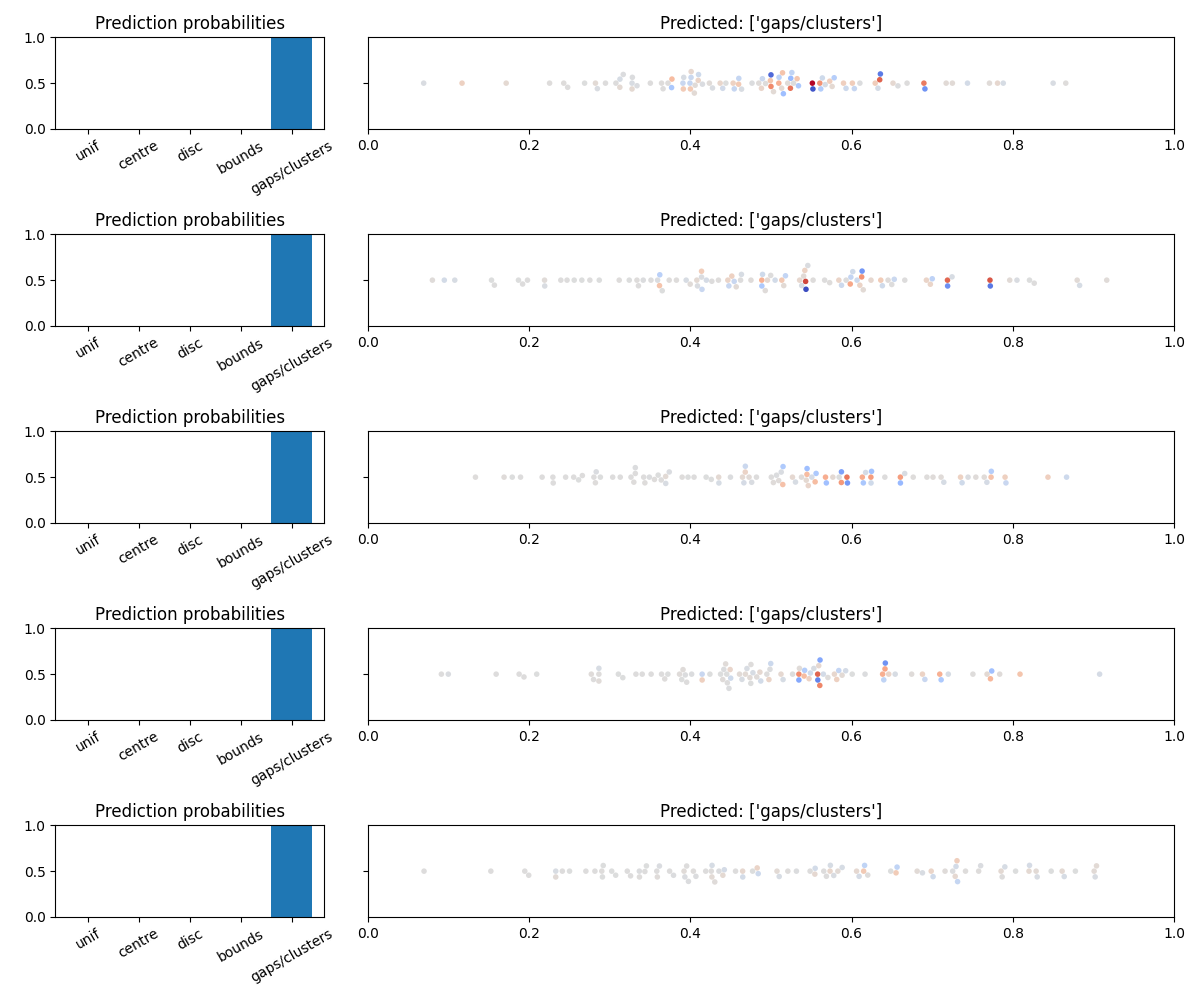 Prediction probabilities
Predicted: ['gaps/clusters']
1.0
0.5
0.0
unif
centre
disc
bounds
gaps/clusters
0.0 0.2 0.4 0.6 0.8 1.0
Prediction probabilities
Predicted: ['gaps/clusters']
1.0
0.5
0.0
unif
centre
disc
bounds
gaps/clusters
0.0 0.2 0.4 0.6 0.8 1.0
Prediction probabilities
Predicted: ['gaps/clusters']
1.0
0.5
0.0
unif
centre
disc
bounds
gaps/clusters
0.0 0.2 0.4 0.6 0.8 1.0
Prediction probabilities
Predicted: ['gaps/clusters']
1.0
0.5
0.0
unif
centre
disc
bounds
gaps/clusters
0.0 0.2 0.4 0.6 0.8 1.0
Prediction probabilities
Predicted: ['gaps/clusters']
1.0
0.5
0.0
unif
centre
disc
bounds
gaps/clusters
0.0 0.2 0.4 0.6 0.8 1.0